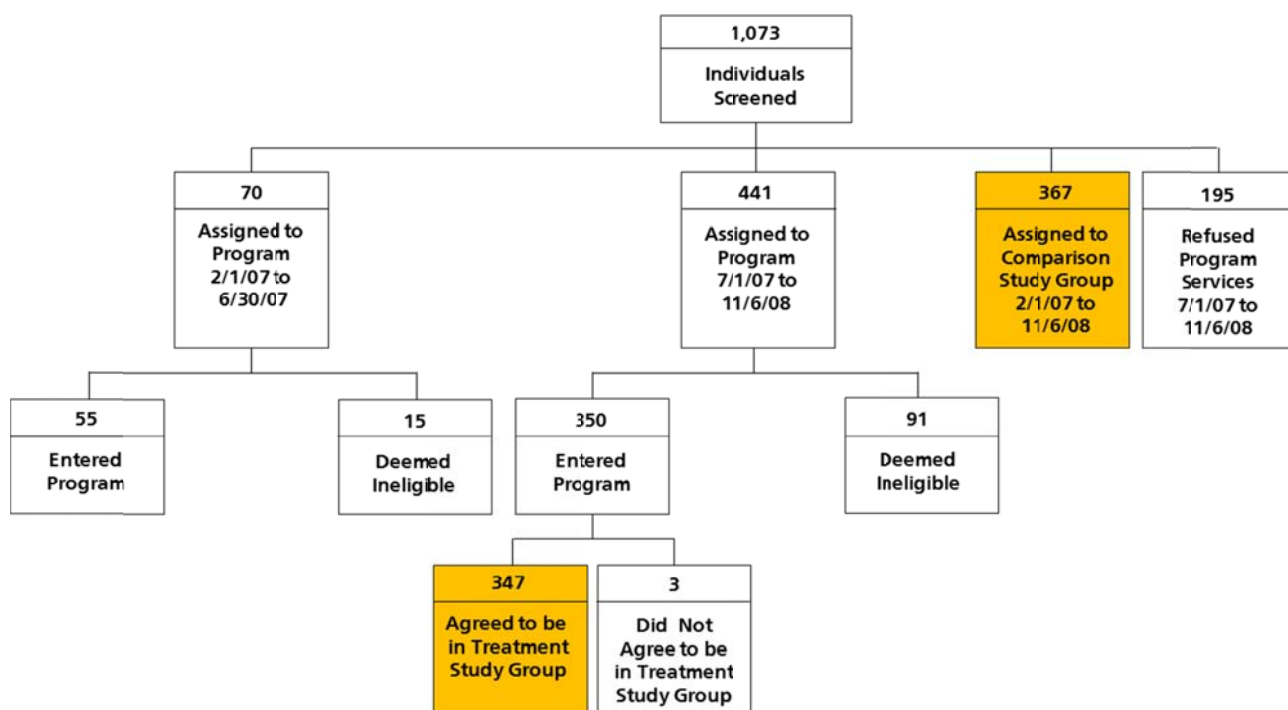 1,073
Individuals
Screened
70
Assigned to
Program
2/1/07 to
6/30/07
441
Assigned to
Program
7/1/07 to
11/6/08
367
Assigned to
Comparison
Study Group
2/1/07 to
11/6/08
195
Refused
Program
Services
7/1/07 to
11/6/08
55
Entered
Program
15
Deemed
Ineligible
350
Entered
Program
91
Deemed
Ineligible
347
Agreed to be
in Treatment
Study Group
3
Did Not
Agree to be
in Treatment
Study Group